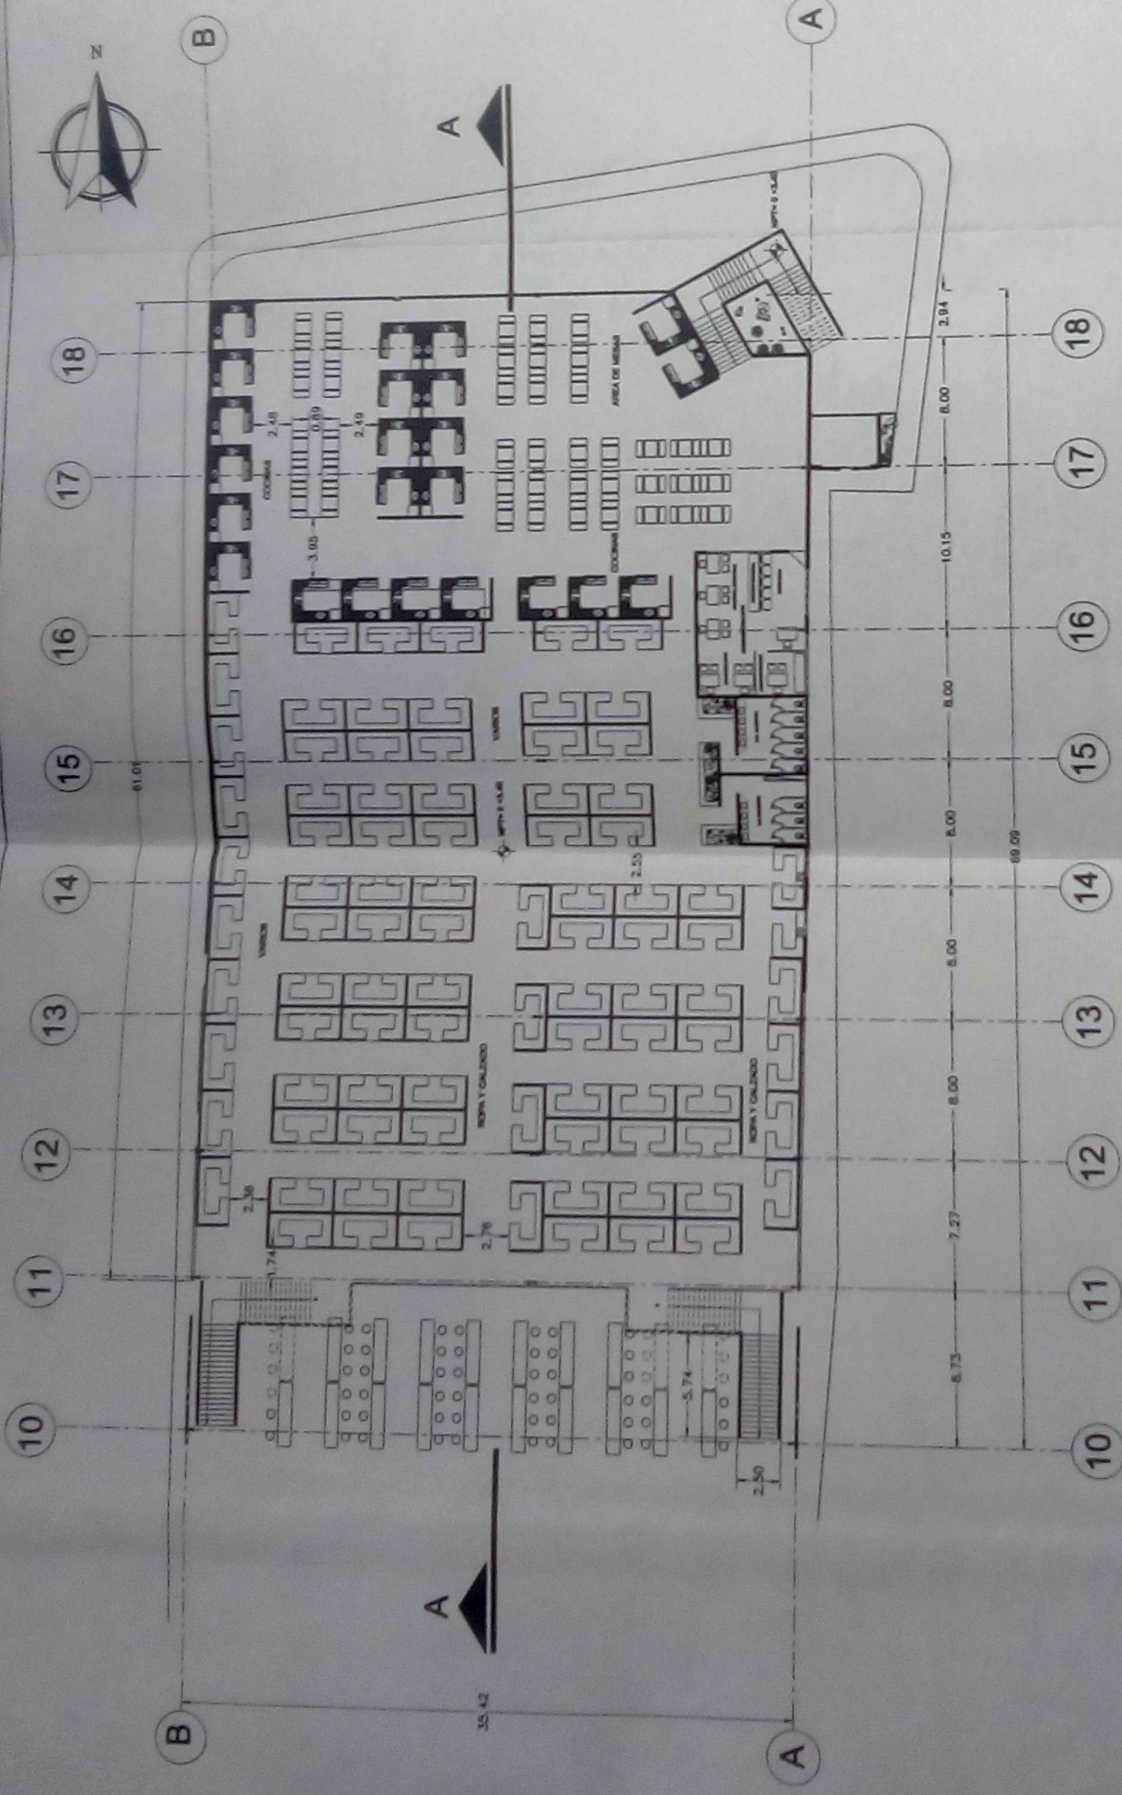 N
B
A
A
18
17
16
15
14
13
12
11
10
18
17
16
15
14
13
12
11
10
2.48
0.89
2.49
COCINAS
3.95
AREA DE MESAS
COCINAS
2.94
8.00
10.15
8.00
8.00
8.00
8.00
7.27
8.73
69.09
VARIOS
VARIOS
2.55
ROPA Y CALZADO
ROPA Y CALZADO
2.38
2.76
1.74
5.74
2.50
A
35.42
B
A